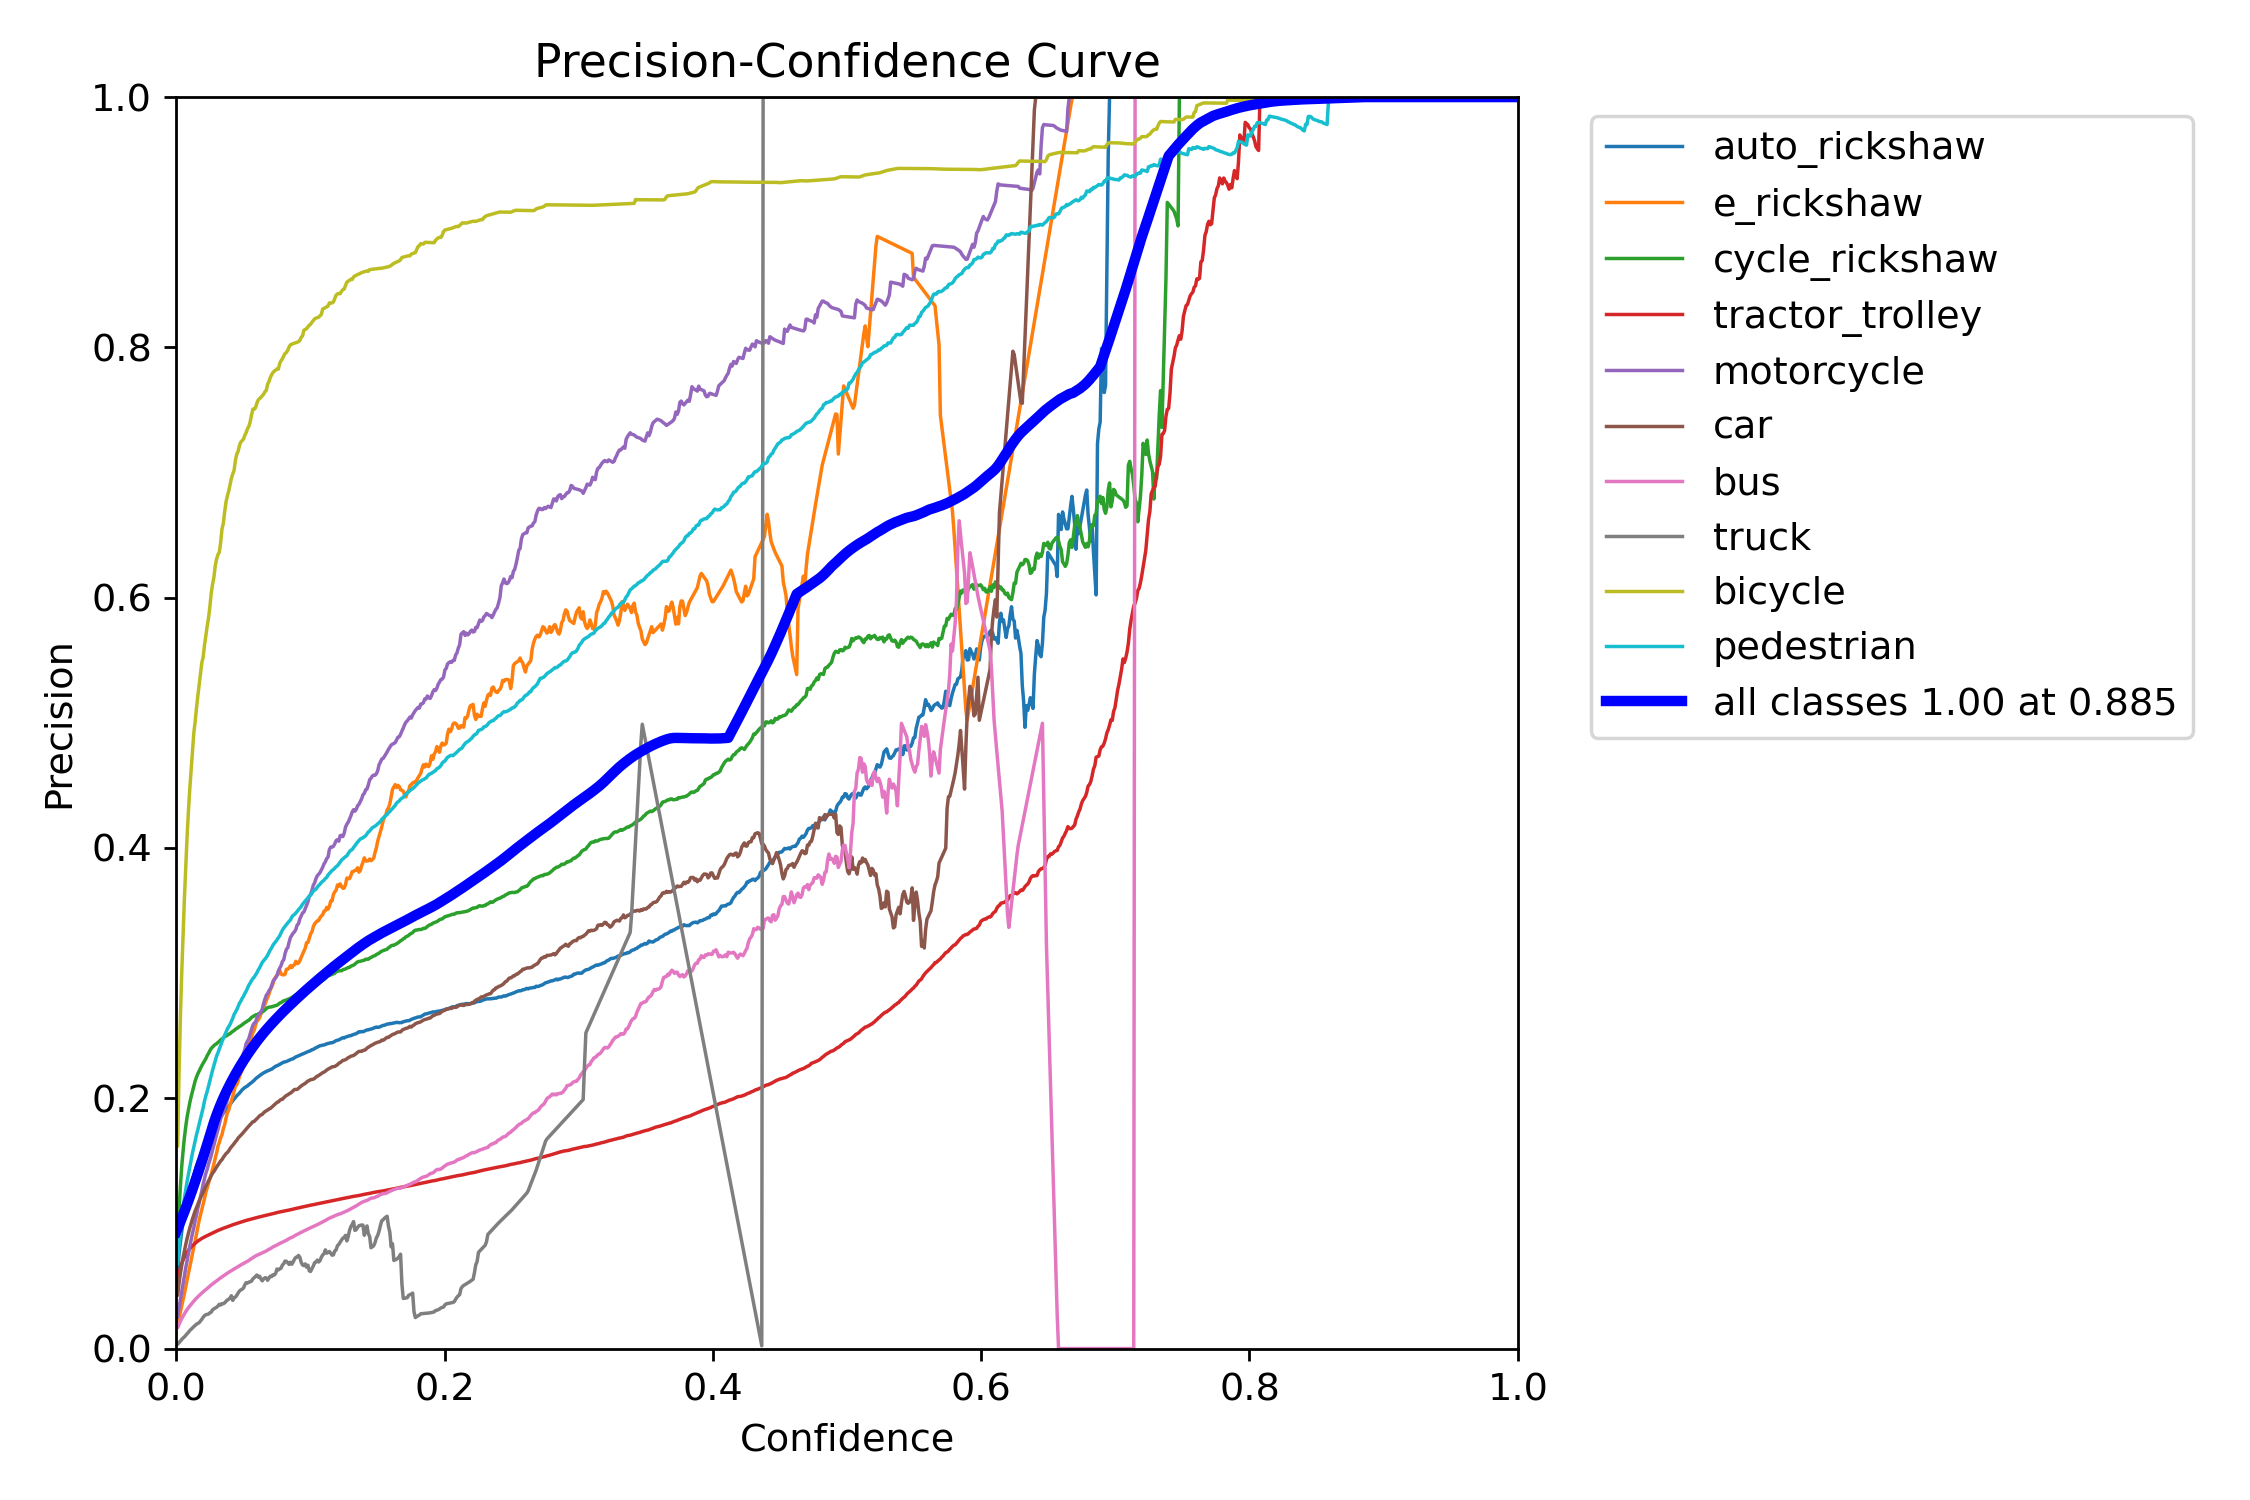 Precision-Confidence Curve
1.0
0.8
0.6
0.4
0.2
0.0
Precision
0.0 0.2 0.4 0.6 0.8 1.0
Confidence
auto_rickshaw
e_rickshaw
cycle_rickshaw
tractor_trolley
motorcycle
car
bus
truck
bicycle
pedestrian
all classes 1.00 at 0.885